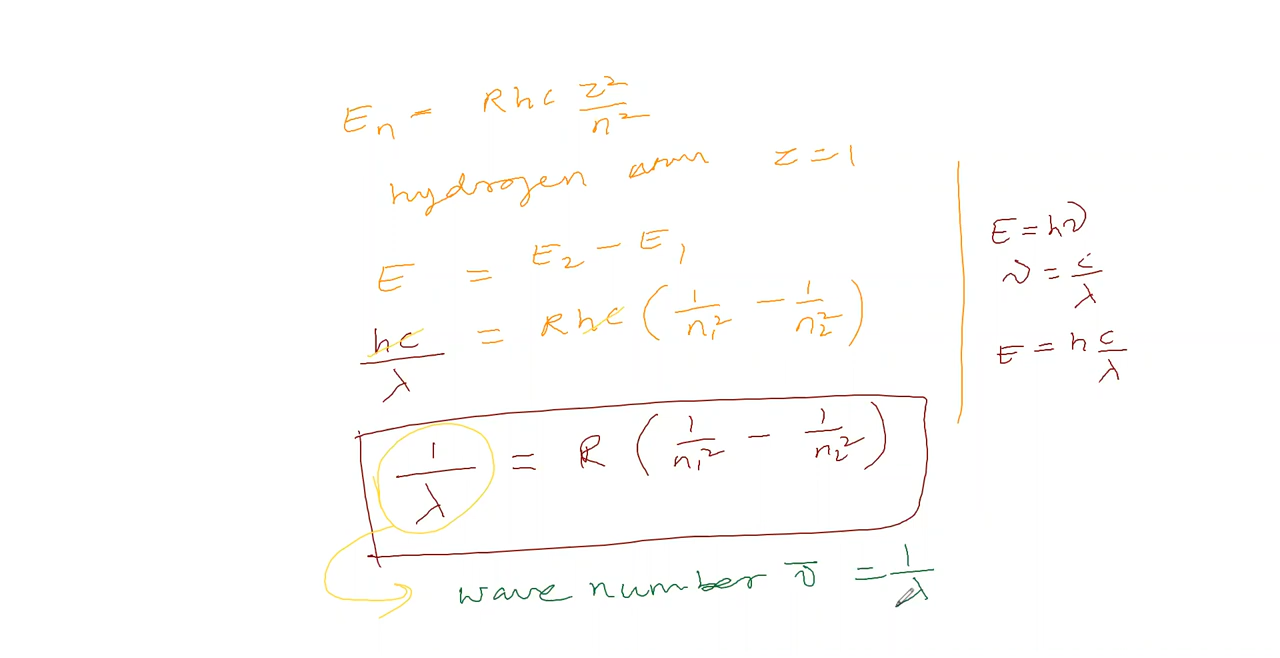 Eₙ = Rhc z²/n²
hydrogen atom z = 1
E = E₂ − E₁
hc/λ = Rhc (1/n₁² − 1/n₂²)
1/λ = R (1/n₁² − 1/n₂²)
wave number ν̅ = 1/λ
E = hν
ν = c/λ
E = h c/λ